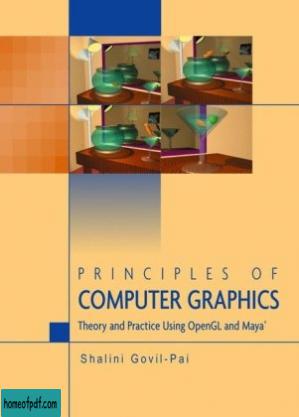 PRINCIPLES OF
COMPUTER GRAPHICS
Theory and Practice Using OpenGL and Maya®
Shalini Govil-Pai
homeofpdf.com